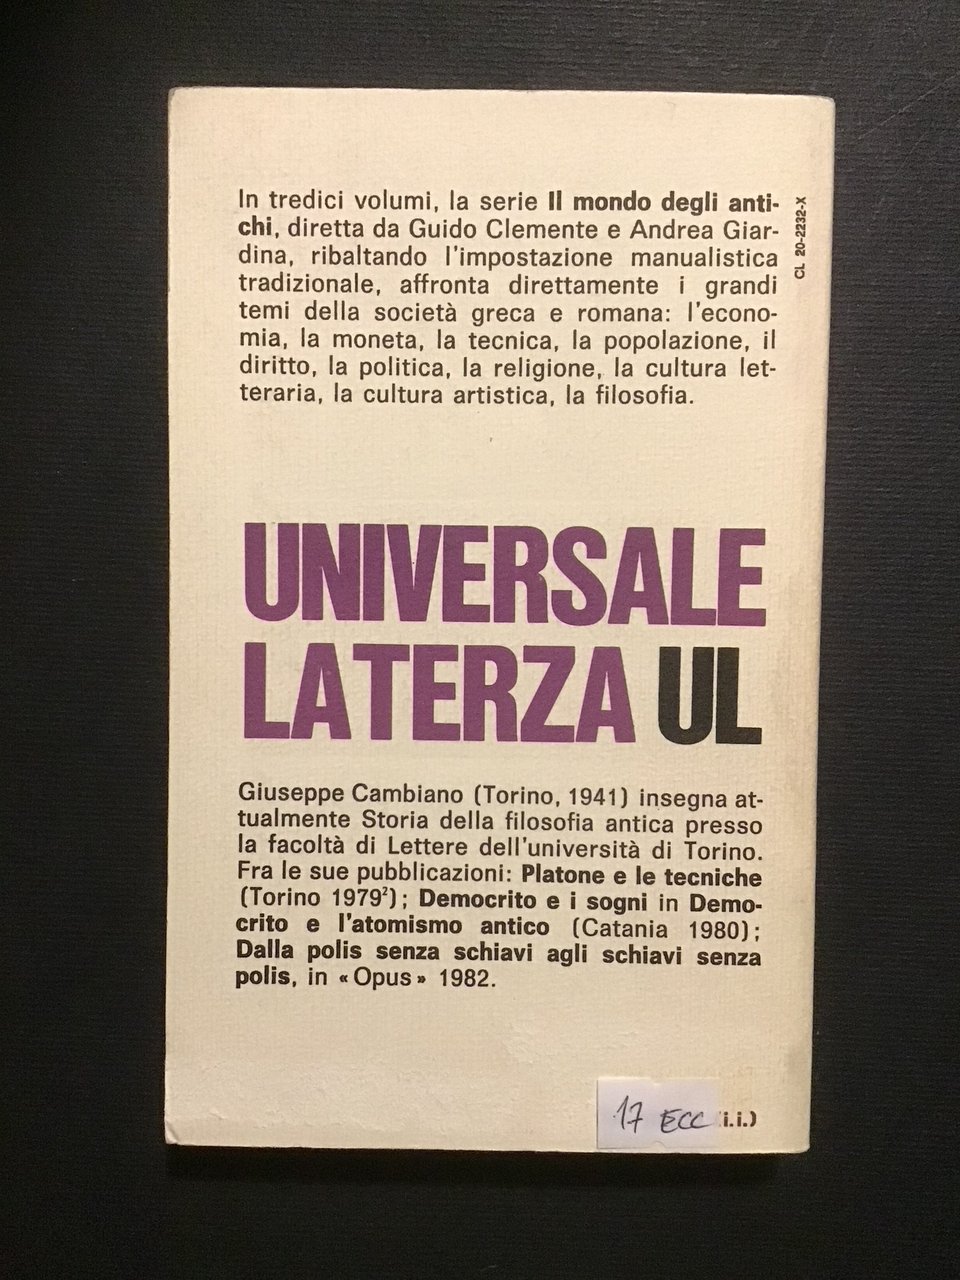 In tredici volumi, la serie Il mondo degli anti-
chi, diretta da Guido Clemente e Andrea Giar-
dina, ribaltando l'impostazione manualistica
tradizionale, affronta direttamente i grandi
temi della società greca e romana: l'econo-
mia, la moneta, la tecnica, la popolazione, il
diritto, la politica, la religione, la cultura let-
teraria, la cultura artistica, la filosofia.
CL 20-2232-X
UNIVERSALE
LATERZA UL
Giuseppe Cambiano (Torino, 1941) insegna at-
tualmente Storia della filosofia antica presso
la facoltà di Lettere dell'università di Torino.
Fra le sue pubblicazioni: Platone e le tecniche
(Torino 1979²); Democrito e i sogni in Demo-
crito e l'atomismo antico (Catania 1980);
Dalla polis senza schiavi agli schiavi senza
polis, in «Opus» 1982.
17 ECC (i.i.)